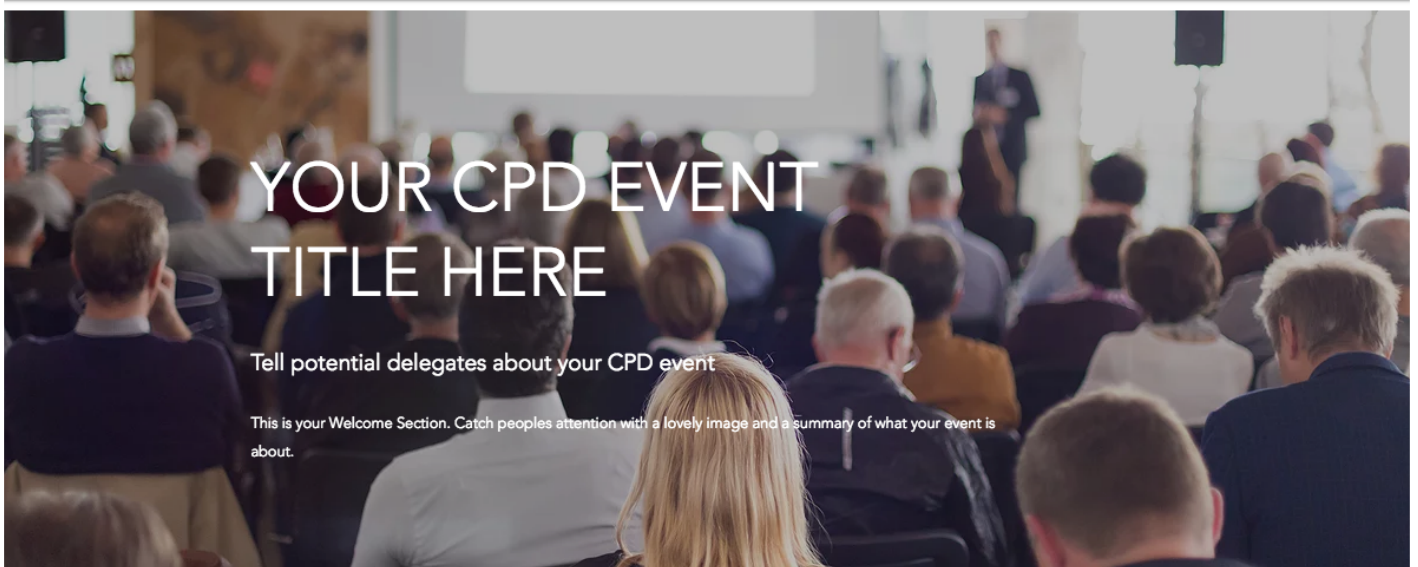 YOUR CPD EVENT
TITLE HERE
Tell potential delegates about your CPD event
This is your Welcome Section. Catch peoples attention with a lovely image and a summary of what your event is
about.